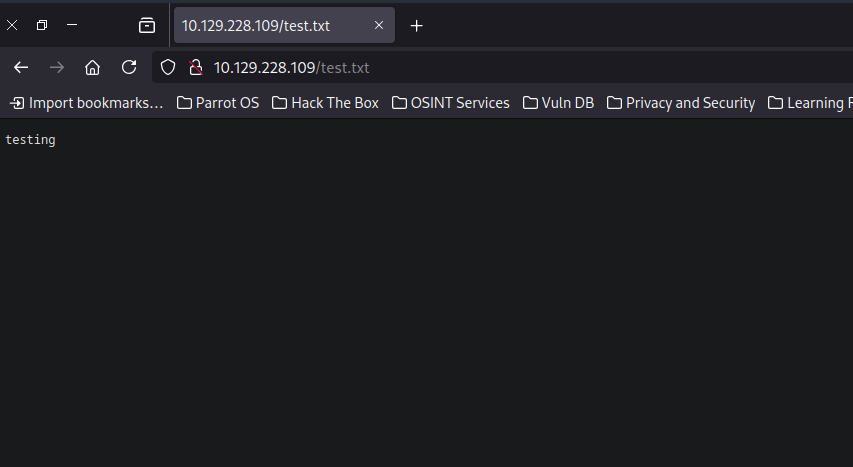 10.129.228.109/test.txt
10.129.228.109/test.txt
Import bookmarks… Parrot OS Hack The Box OSINT Services Vuln DB Privacy and Security Learning
testing